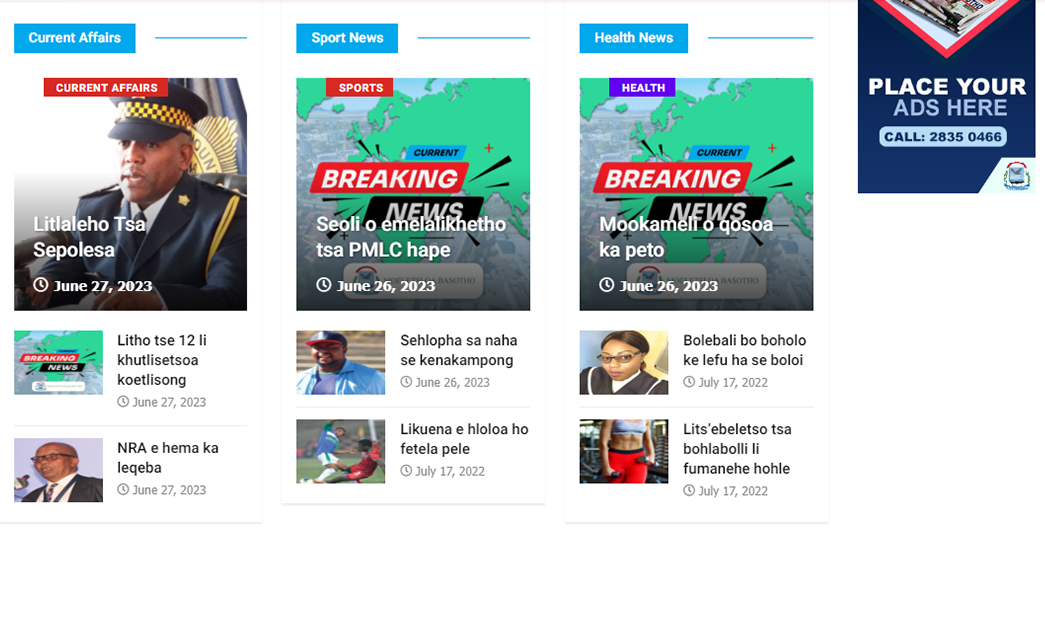 Current Affairs
CURRENT AFFAIRS
Litlaleho Tsa
Sepolesa
June 27, 2023
BREAKING
NEWS
Litho tse 12 li
khutlisetsoa
koetlisong
June 27, 2023
NRA e hema ka
leqeba
June 27, 2023
Sport News
SPORTS
CURRENT
BREAKING
NEWS
Seoli o emelalikhetho
tsa PMLC hape
June 26, 2023
Sehlopha sa naha
se kenakampong
June 26, 2023
Likuena e hloloa ho
fetela pele
July 17, 2022
Health News
HEALTH
CURRENT
BREAKING
NEWS
Mookameli o qosoa
ka peto
June 26, 2023
Bolebali bo boholo
ke lefu ha se boloi
July 17, 2022
Lits’ebeletso tsa
bohlabolli li
fumanehe hohle
July 17, 2022
PLACE YOUR
ADS HERE
CALL: 2835 0466